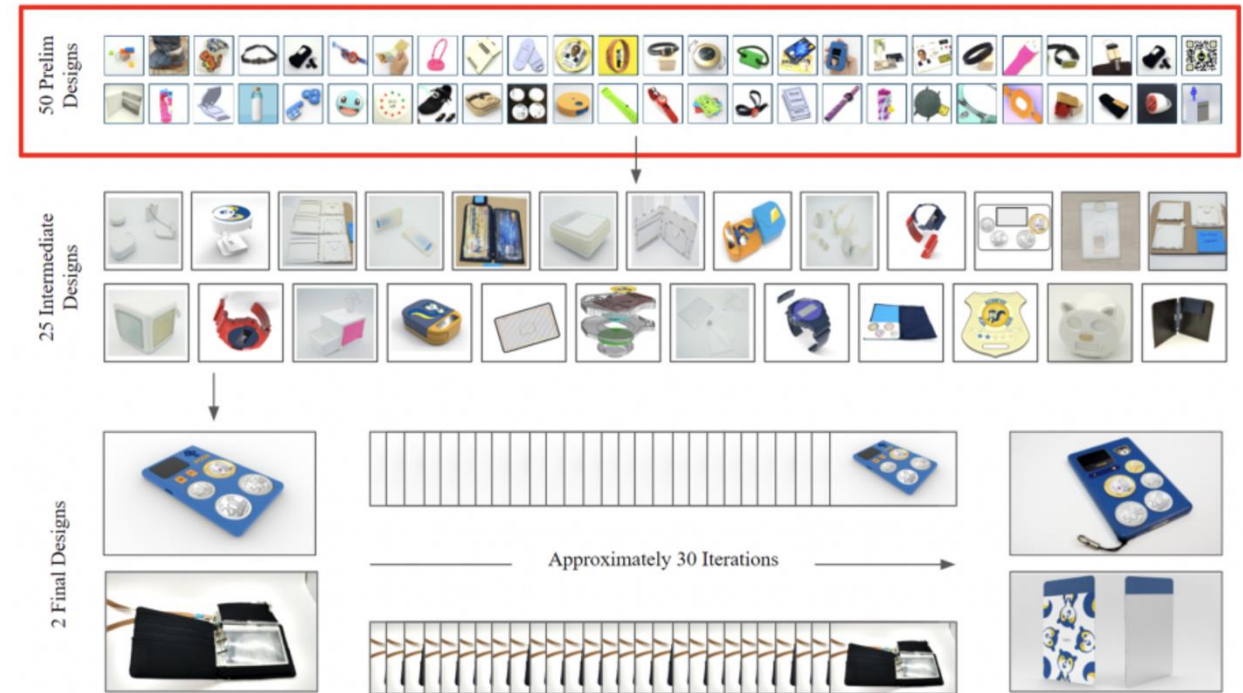 50 Prelim
Designs
25 Intermediate
Designs
2 Final Designs
Approximately 30 Iterations